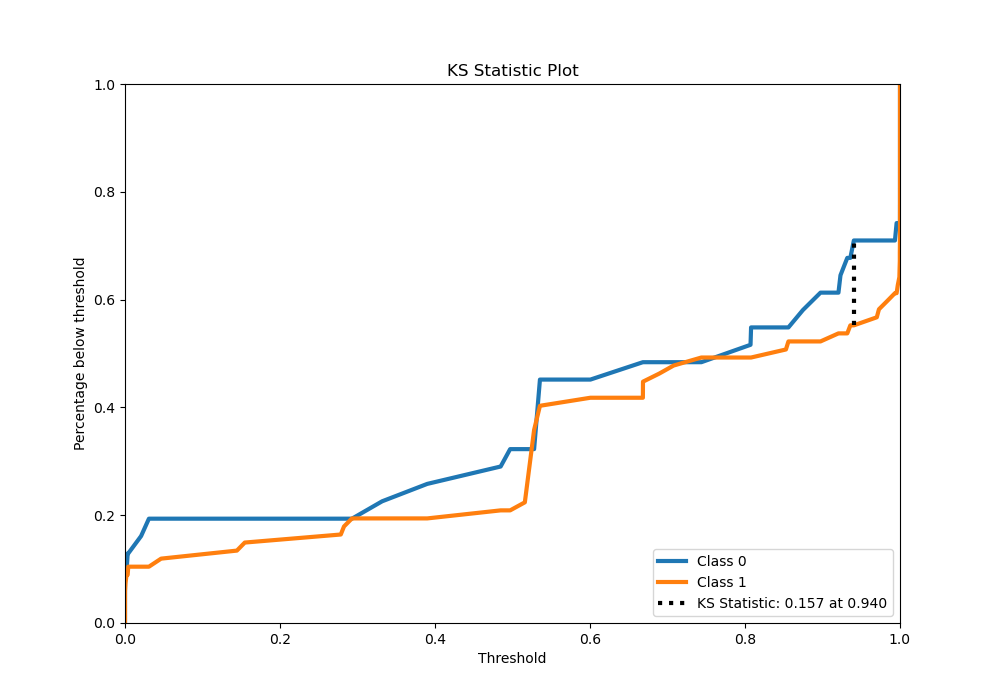 KS Statistic Plot
1.0
0.8
0.6
0.4
0.2
0.0
Percentage below threshold
0.0 0.2 0.4 0.6 0.8 1.0
Threshold
Class 0
Class 1
KS Statistic: 0.157 at 0.940